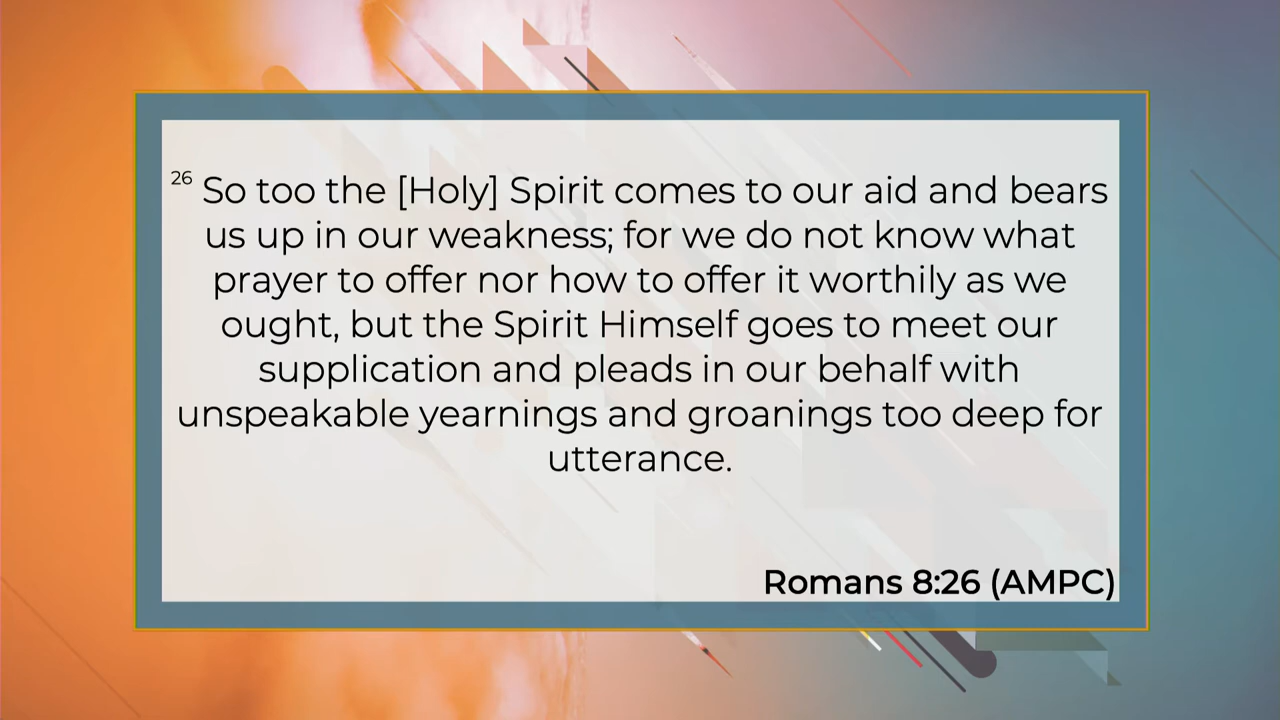 26 So too the [Holy] Spirit comes to our aid and bears
us up in our weakness; for we do not know what
prayer to offer nor how to offer it worthily as we
ought, but the Spirit Himself goes to meet our
supplication and pleads in our behalf with
unspeakable yearnings and groanings too deep for
utterance.
Romans 8:26 (AMPC)